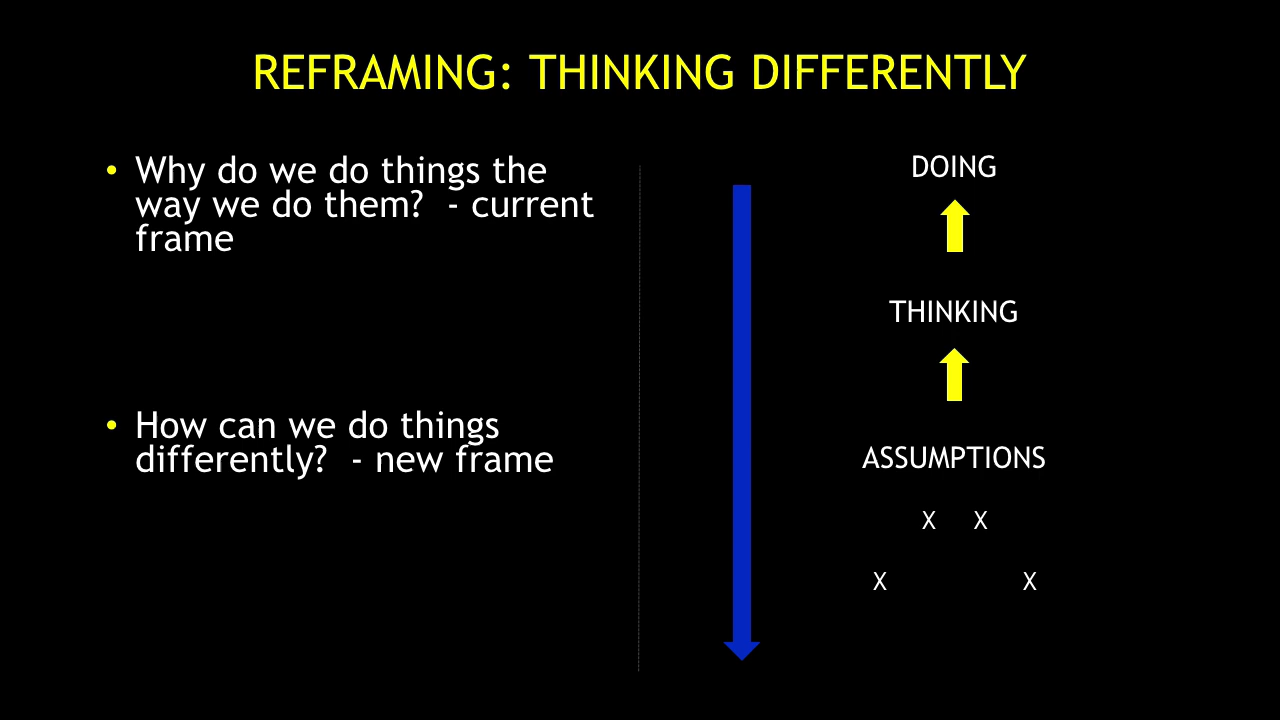 REFRAMING: THINKING DIFFERENTLY
• Why do we do things the
way we do them?  - current
frame
• How can we do things
differently?  - new frame
DOING
THINKING
ASSUMPTIONS
X X
X X